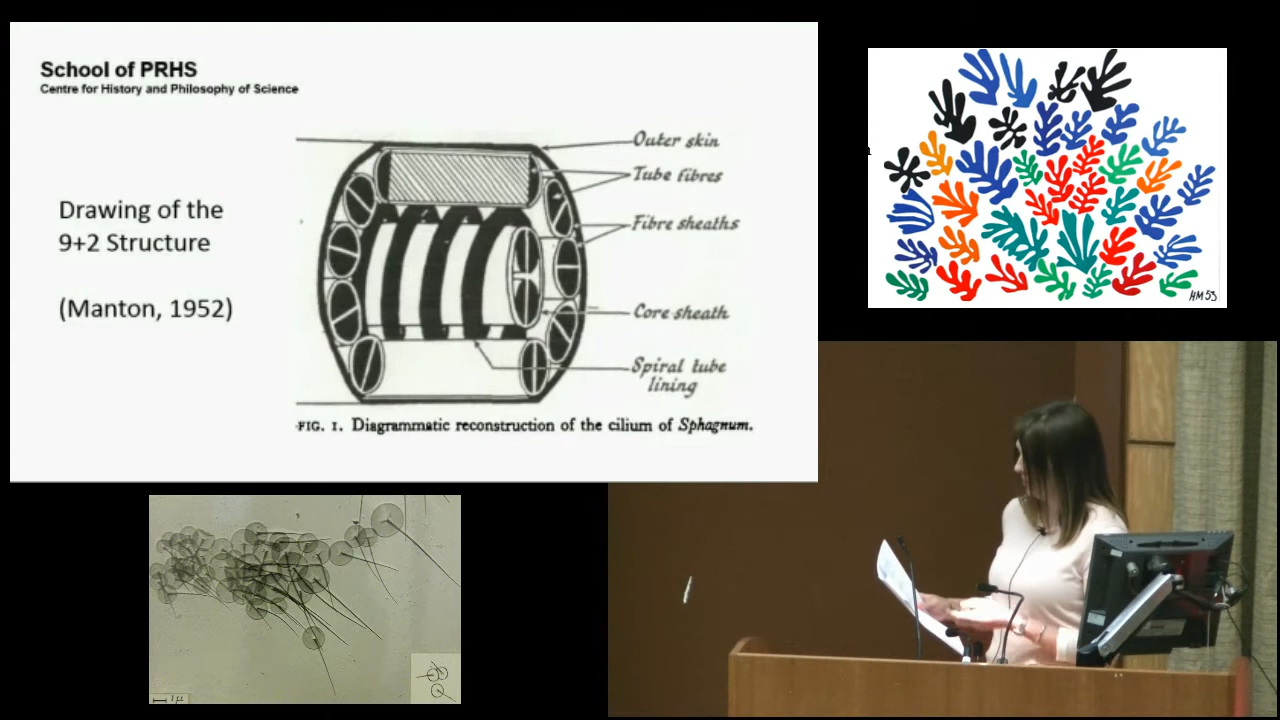 School of PRHS
Centre for History and Philosophy of Science
Drawing of the
9+2 Structure
(Manton, 1952)
Outer skin
Tube fibres
Fibre sheaths
Core sheath
Spiral tube
lining
FIG. 1. Diagrammatic reconstruction of the cilium of Sphagnum.
HM 53